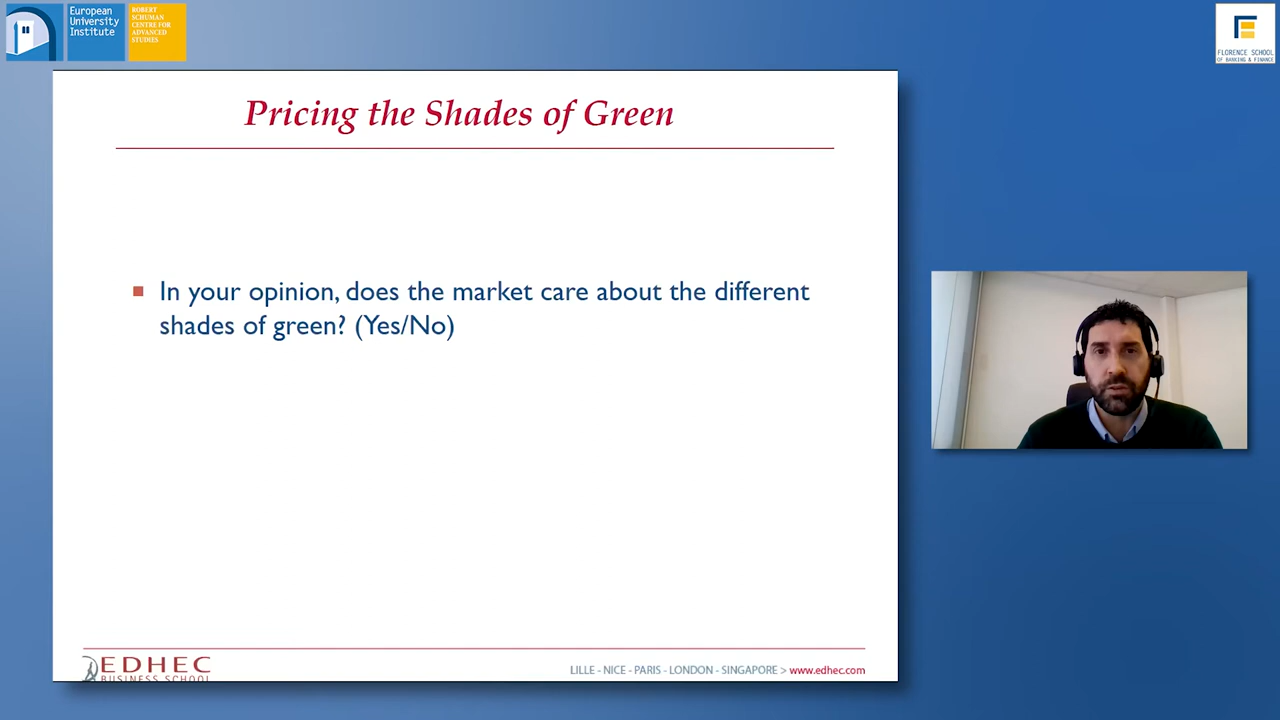 European
University
Institute
ROBERT
SCHUMAN
CENTRE FOR
ADVANCED
STUDIES
FLORENCE SCHOOL
OF BANKING & FINANCE
Pricing the Shades of Green
In your opinion, does the market care about the different
shades of green? (Yes/No)
EDHEC
BUSINESS SCHOOL
LILLE - NICE - PARIS - LONDON - SINGAPORE > www.edhec.com